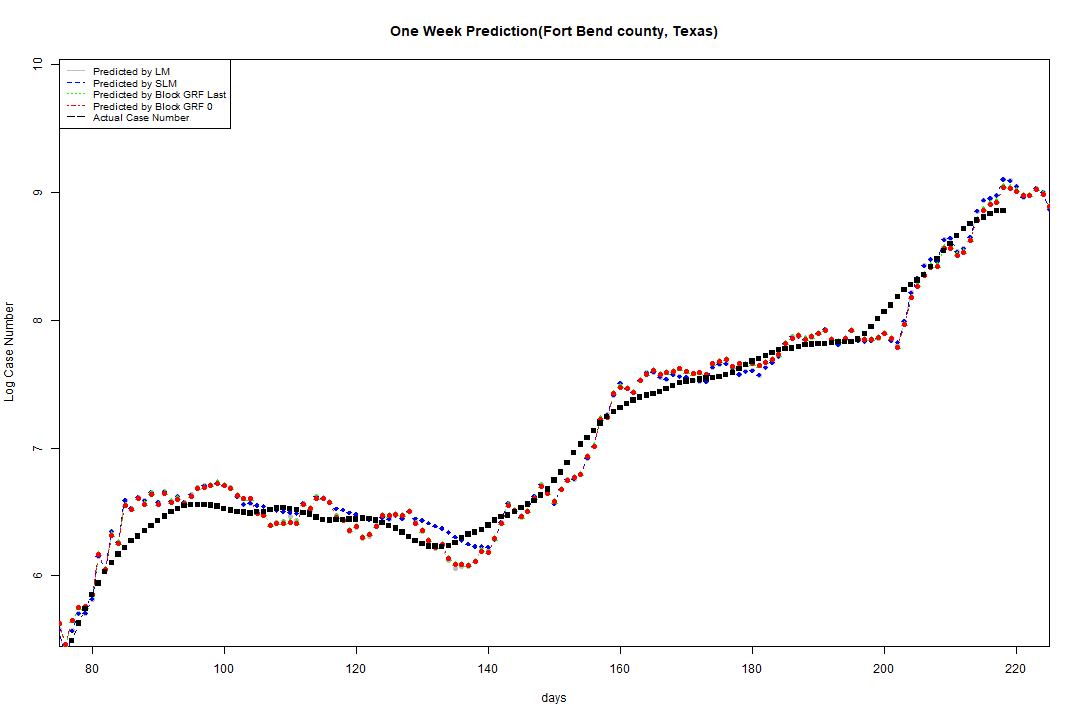 One Week Prediction(Fort Bend county, Texas)
Predicted by LM
Predicted by SLM
Predicted by Block GRF Last
Predicted by Block GRF 0
Actual Case Number
10
9
8
7
6
Log Case Number
80 100 120 140 160 180 200 220
days